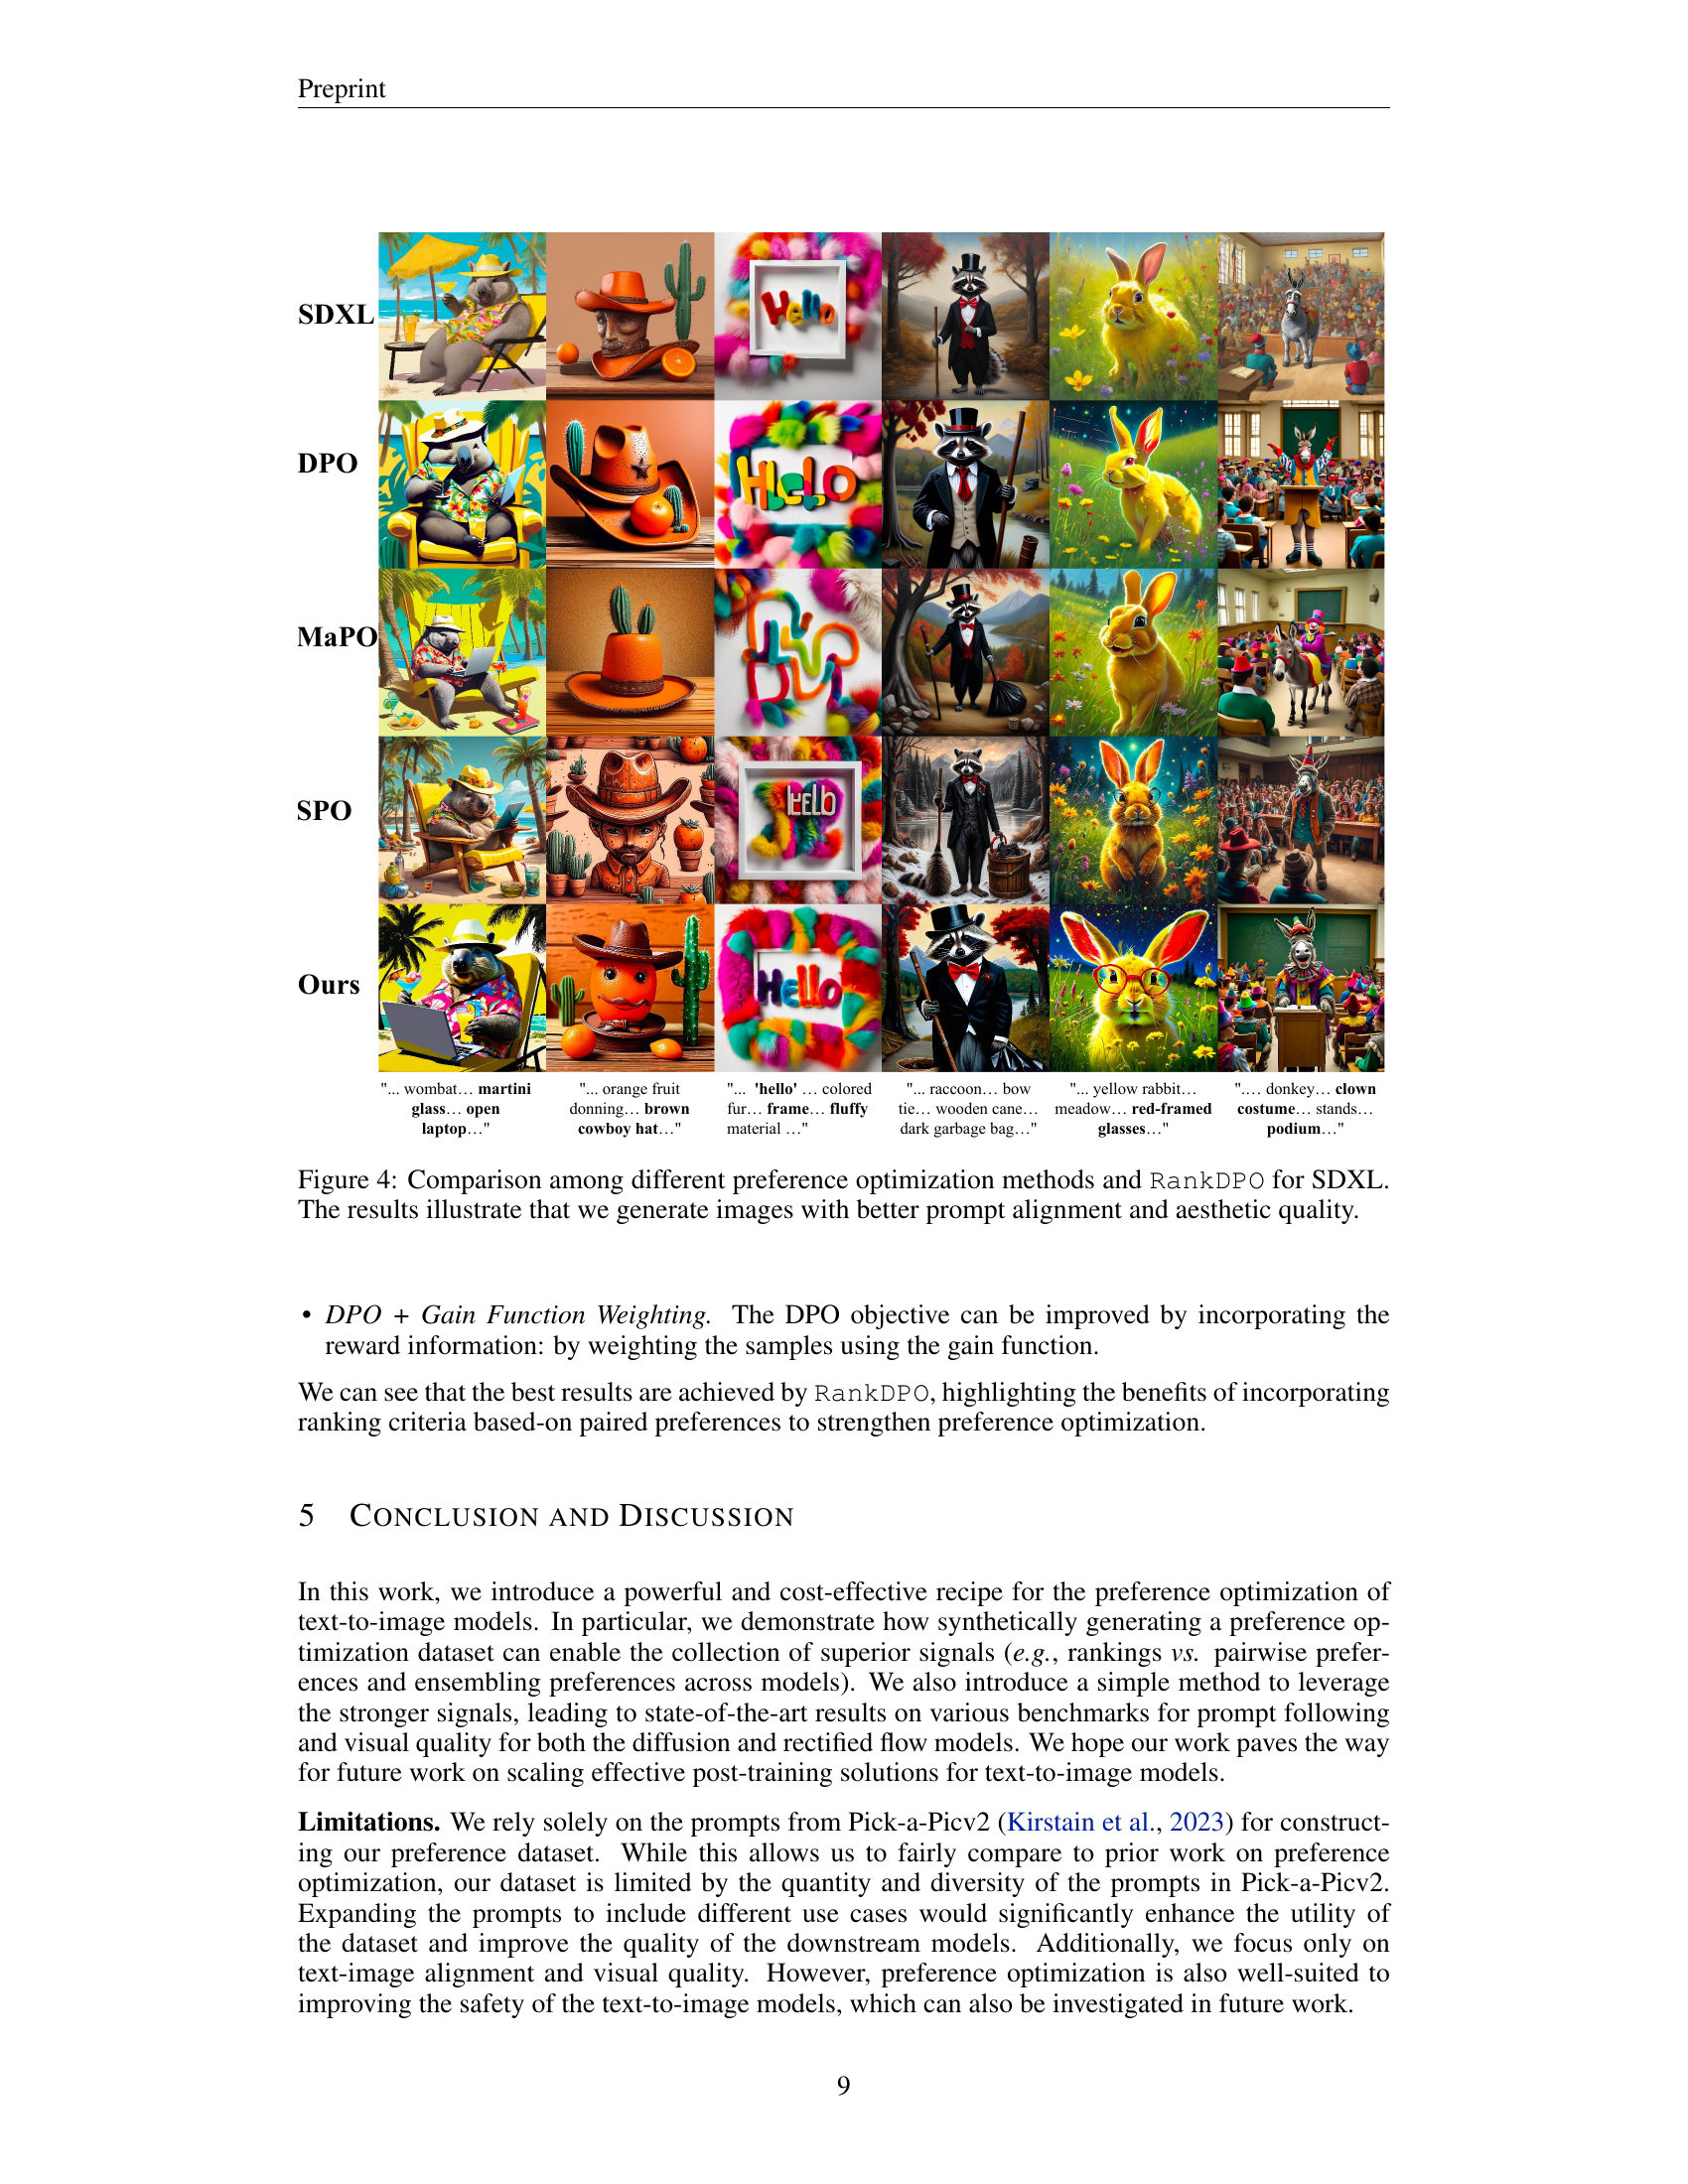 Preprint
SDXL
DPO
MaPO
SPO
Ours
Hello
HLLO
Hello
"... wombat… martini
glass… open
laptop…"
"... orange fruit
donning… brown
cowboy hat…"
"... 'hello' … colored
fur… frame… fluffy
material …"
"... raccoon… bow
tie… wooden cane…
dark garbage bag…"
"... yellow rabbit…
meadow… red-framed
glasses…"
"…. donkey… clown
costume… stands…
podium…"
Figure 4: Comparison among different preference optimization methods and RankDPO for SDXL.
The results illustrate that we generate images with better prompt alignment and aesthetic quality.
• DPO + Gain Function Weighting. The DPO objective can be improved by incorporating the
reward information: by weighting the samples using the gain function.
We can see that the best results are achieved by RankDPO, highlighting the benefits of incorporating
ranking criteria based-on paired preferences to strengthen preference optimization.
5 CONCLUSION AND DISCUSSION
In this work, we introduce a powerful and cost-effective recipe for the preference optimization of
text-to-image models. In particular, we demonstrate how synthetically generating a preference op-
timization dataset can enable the collection of superior signals (e.g., rankings vs. pairwise prefer-
ences and ensembling preferences across models). We also introduce a simple method to leverage
the stronger signals, leading to state-of-the-art results on various benchmarks for prompt following
and visual quality for both the diffusion and rectified flow models. We hope our work paves the way
for future work on scaling effective post-training solutions for text-to-image models.
Limitations. We rely solely on the prompts from Pick-a-Picv2 (Kirstain et al., 2023) for construct-
ing our preference dataset. While this allows us to fairly compare to prior work on preference
optimization, our dataset is limited by the quantity and diversity of the prompts in Pick-a-Picv2.
Expanding the prompts to include different use cases would significantly enhance the utility of
the dataset and improve the quality of the downstream models. Additionally, we focus only on
text-image alignment and visual quality. However, preference optimization is also well-suited to
improving the safety of the text-to-image models, which can also be investigated in future work.
9